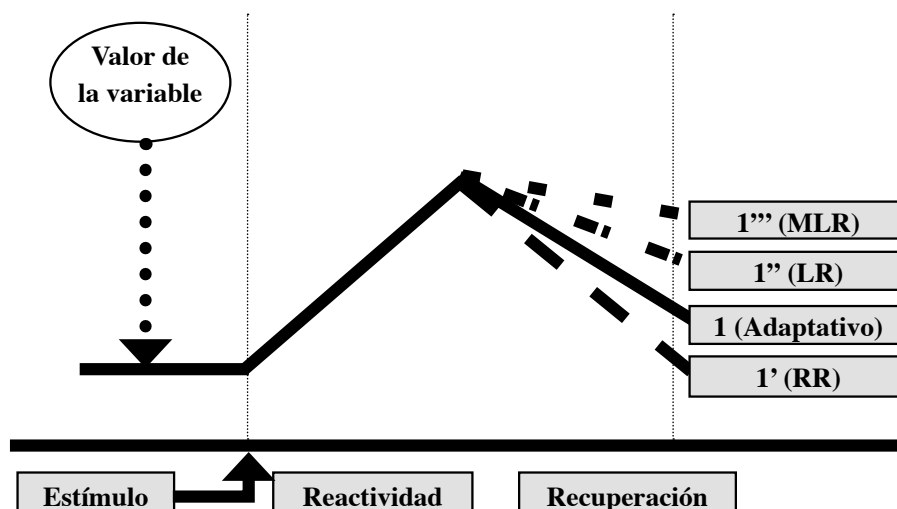 Valor de
la variable
1”’ (MLR)
1” (LR)
1 (Adaptativo)
1’ (RR)
Estímulo
Reactividad
Recuperación